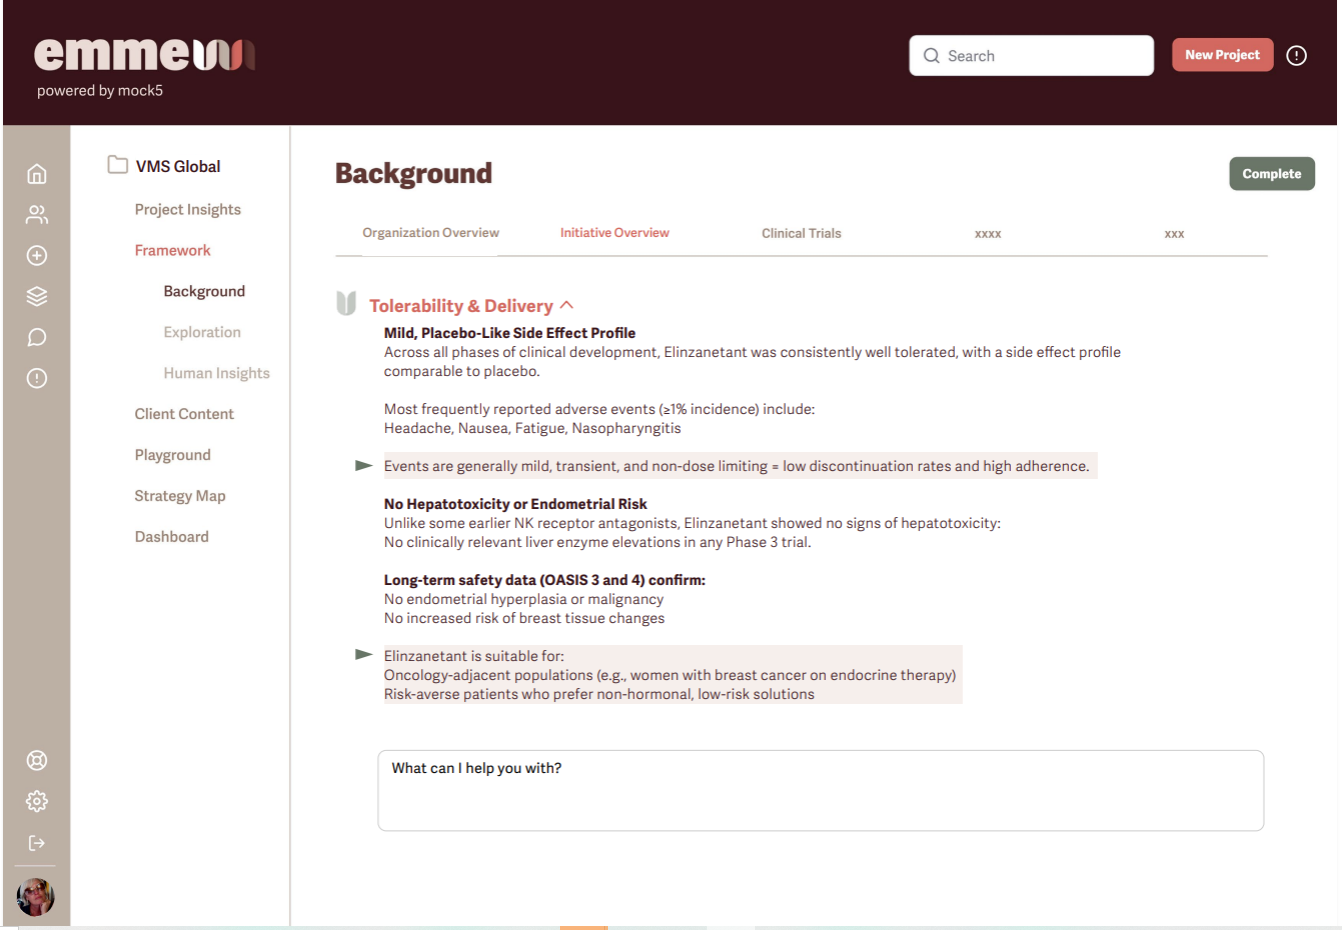 emme
powered by mock5
Search
New Project
VMS Global
Project Insights
Framework
Background
Exploration
Human Insights
Client Content
Playground
Strategy Map
Dashboard
Background
Complete
Organization Overview
Initiative Overview
Clinical Trials
xxxx
xxx
Tolerability & Delivery
Mild, Placebo-Like Side Effect Profile
Across all phases of clinical development, Elinzanetant was consistently well tolerated, with a side effect profile
comparable to placebo.
Most frequently reported adverse events (≥1% incidence) include:
Headache, Nausea, Fatigue, Nasopharyngitis
Events are generally mild, transient, and non-dose limiting = low discontinuation rates and high adherence.
No Hepatotoxicity or Endometrial Risk
Unlike some earlier NK receptor antagonists, Elinzanetant showed no signs of hepatotoxicity:
No clinically relevant liver enzyme elevations in any Phase 3 trial.
Long-term safety data (OASIS 3 and 4) confirm:
No endometrial hyperplasia or malignancy
No increased risk of breast tissue changes
Elinzanetant is suitable for:
Oncology-adjacent populations (e.g., women with breast cancer on endocrine therapy)
Risk-averse patients who prefer non-hormonal, low-risk solutions
What can I help you with?